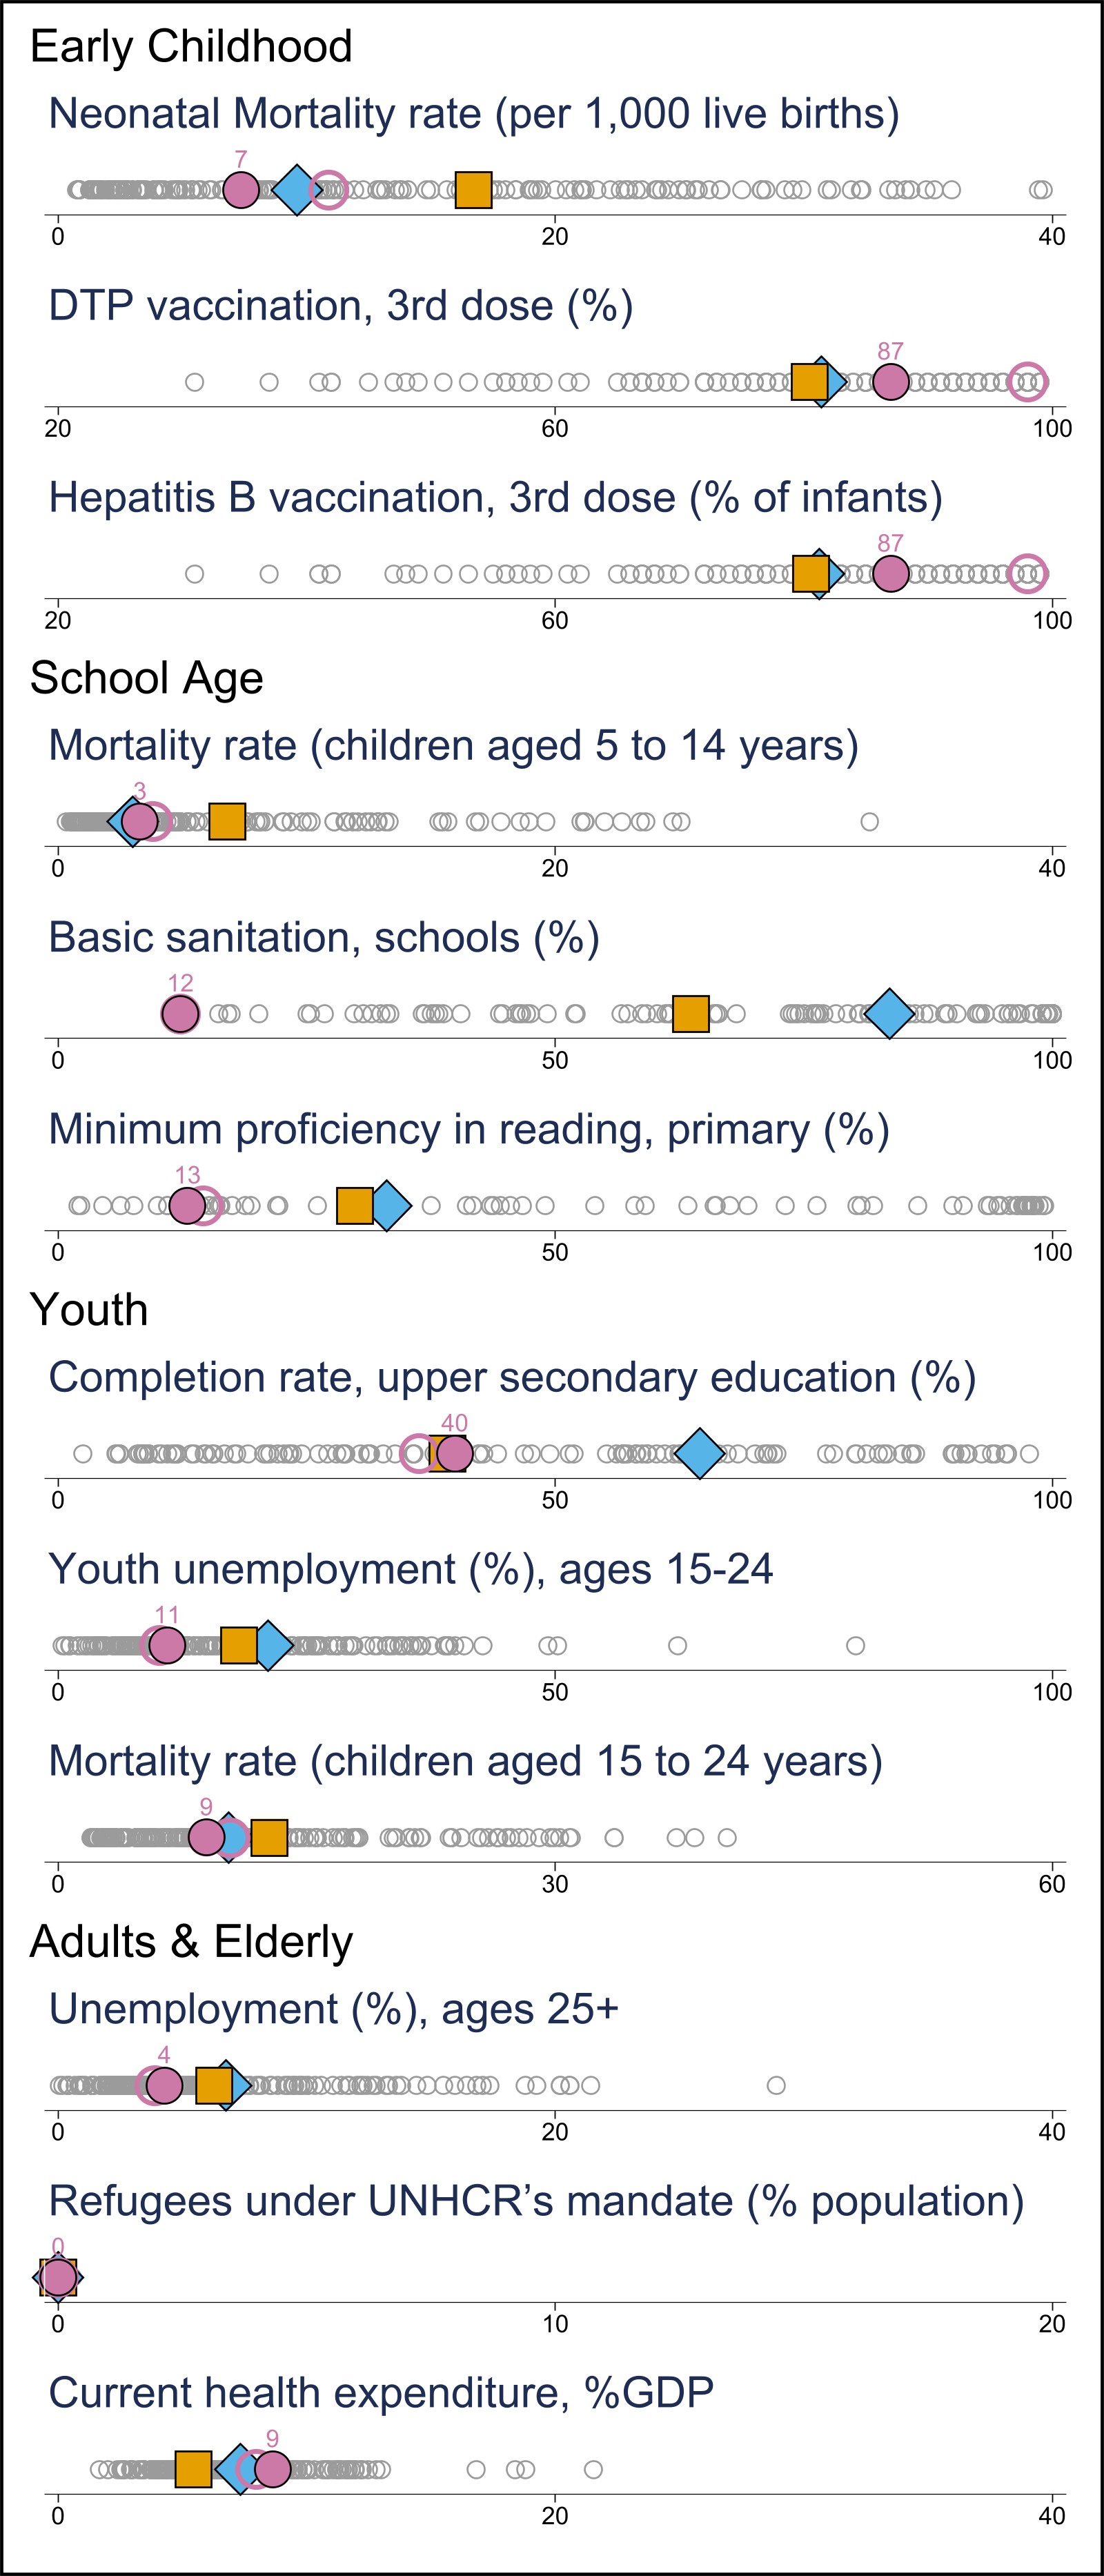 Early Childhood
Neonatal Mortality rate (per 1,000 live births)
7
0 20 40
DTP vaccination, 3rd dose (%)
87
20 60 100
Hepatitis B vaccination, 3rd dose (% of infants)
87
20 60 100
School Age
Mortality rate (children aged 5 to 14 years)
3
0 20 40
Basic sanitation, schools (%)
12
0 50 100
Minimum proficiency in reading, primary (%)
13
0 50 100
Youth
Completion rate, upper secondary education (%)
40
0 50 100
Youth unemployment (%), ages 15-24
11
0 50 100
Mortality rate (children aged 15 to 24 years)
9
0 30 60
Adults & Elderly
Unemployment (%), ages 25+
4
0 20 40
Refugees under UNHCR’s mandate (% population)
0
0 10 20
Current health expenditure, %GDP
9
0 20 40